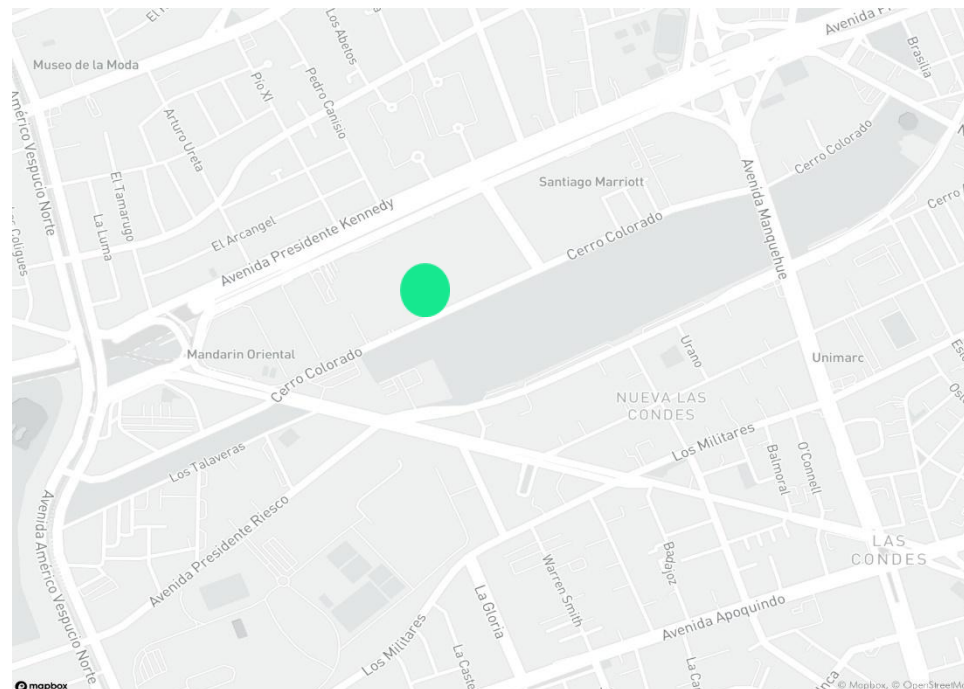 Avenida P
Los Abetos
Brasilia
Museo de la Moda
Pío XI
Pedro Canisio
Américo Vespucio Norte
Arturo Ureta
Cerro Colorado
El Tamarugo
Santiago Marriott
Avenida Manquehue
Cerro
La Luma
El Arcangel
Coligues
Avenida Presidente Kennedy
Cerro Colorado
Mandarin Oriental
Cerro Colorado
Urano
Unimarc
NUEVA LAS
CONDES
Los Militares
Los Talaveras
Balmoral
O'Connell
Avenida Américo Vespucio Norte
Avenida Presidente Riesco
LAS
CONDES
Badajoz
Warren Smith
La Gloria
Avenida Apoquindo
Los Militares
mapbox
© Mapbox, © OpenStreetM